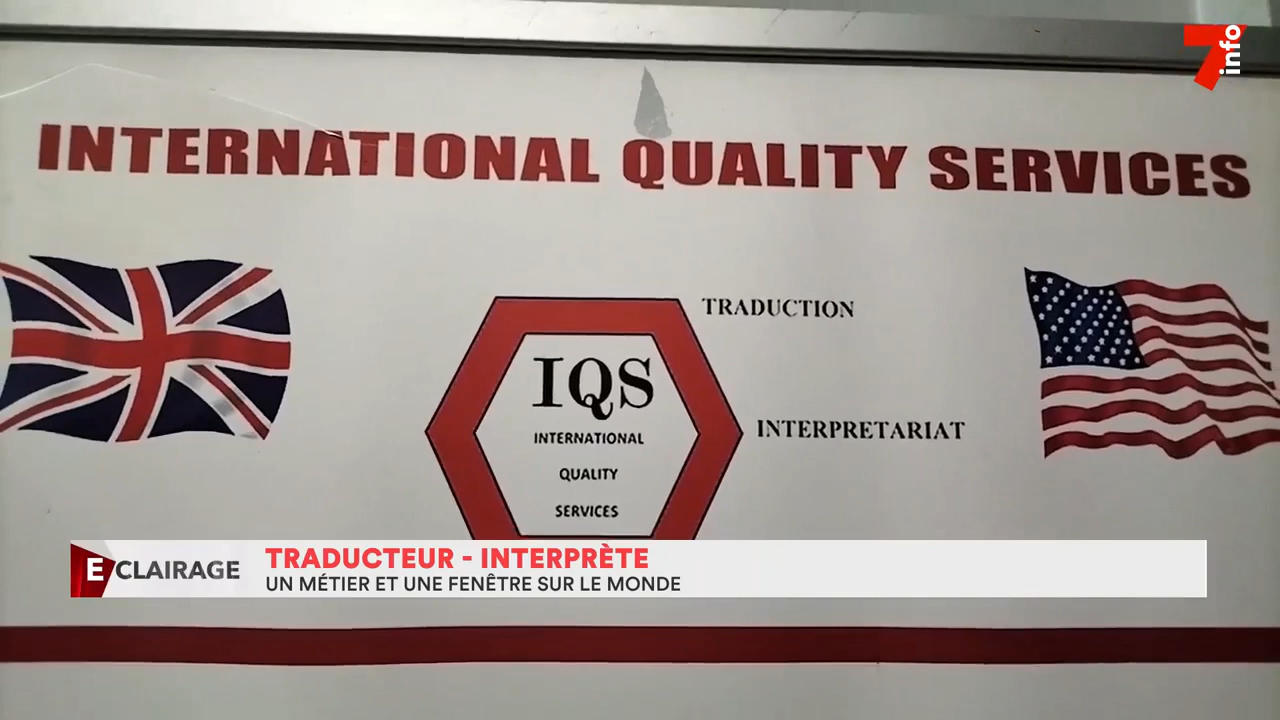 7info
INTERNATIONAL QUALITY SERVICES
TRADUCTION
IQS
INTERNATIONAL
QUALITY
SERVICES
INTERPRETARIAT
ECLAIRAGE
TRADUCTEUR - INTERPRÈTE
UN MÉTIER ET UNE FENÊTRE SUR LE MONDE